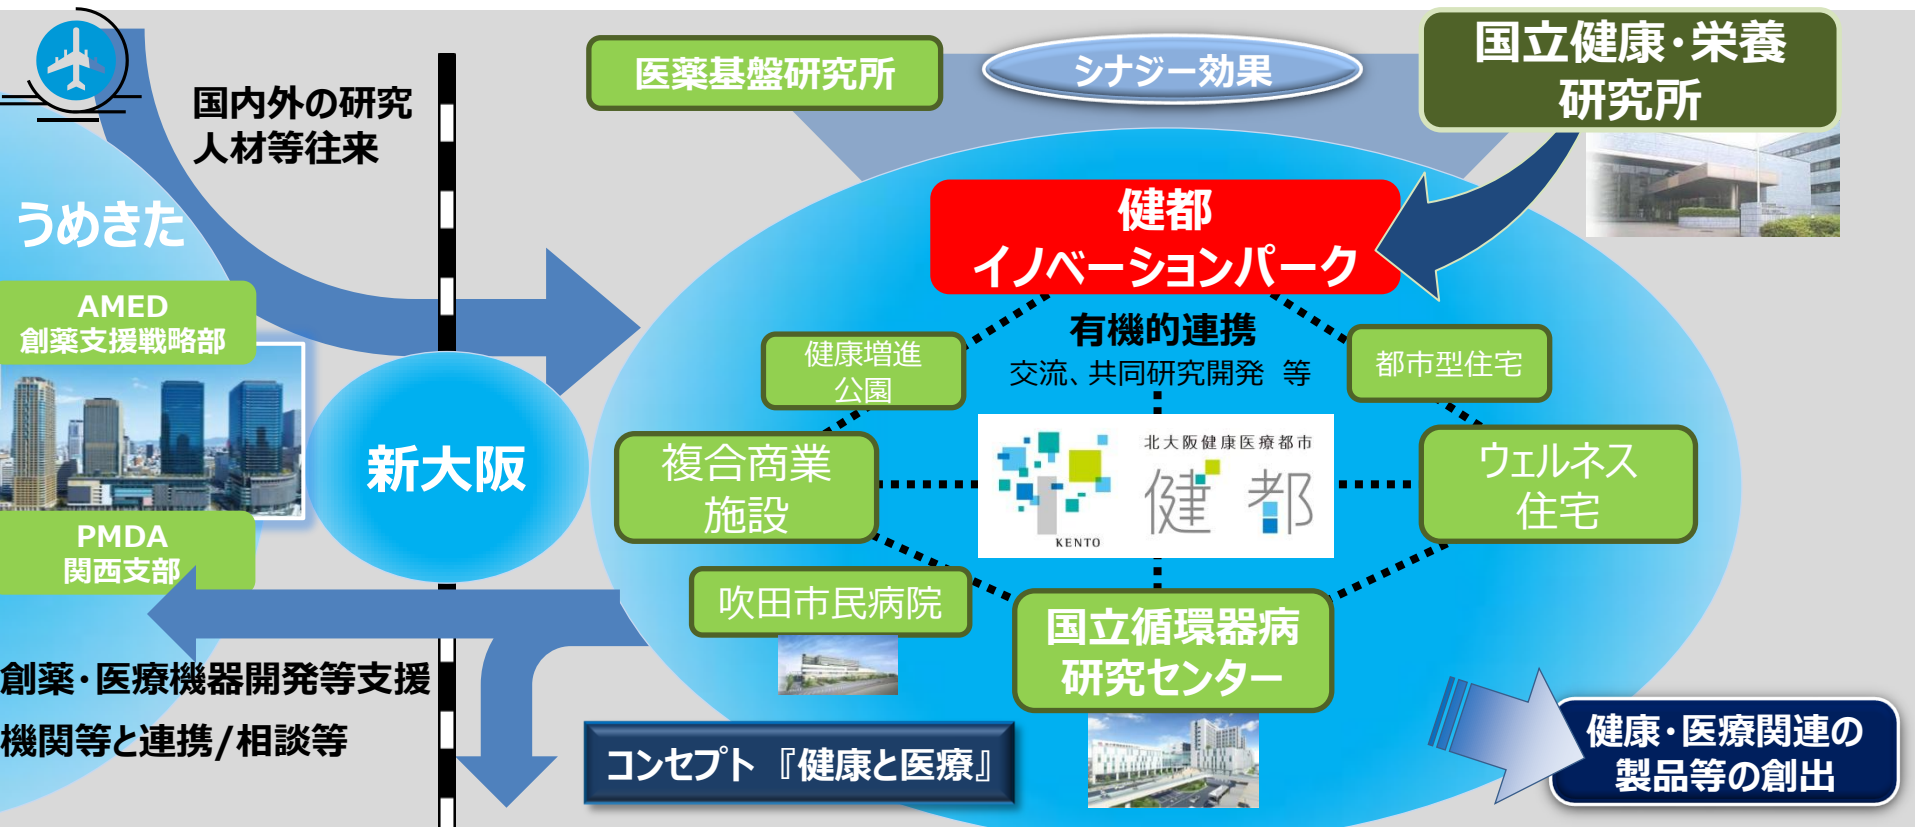 国内外の研究
人材等往来
うめきた
AMED
創薬支援戦略部
PMDA
関西支部
新大阪
創薬・医療機器開発等支援
機関等と連携/相談等
医薬基盤研究所
シナジー効果
国立健康・栄養
研究所
健都
イノベーションパーク
有機的連携
交流、共同研究開発 等
健康増進
公園
都市型住宅
複合商業
施設
北大阪健康医療都市
健都
KENTO
ウェルネス
住宅
吹田市民病院
国立循環器病
研究センター
コンセプト『健康と医療』
健康・医療関連の
製品等の創出